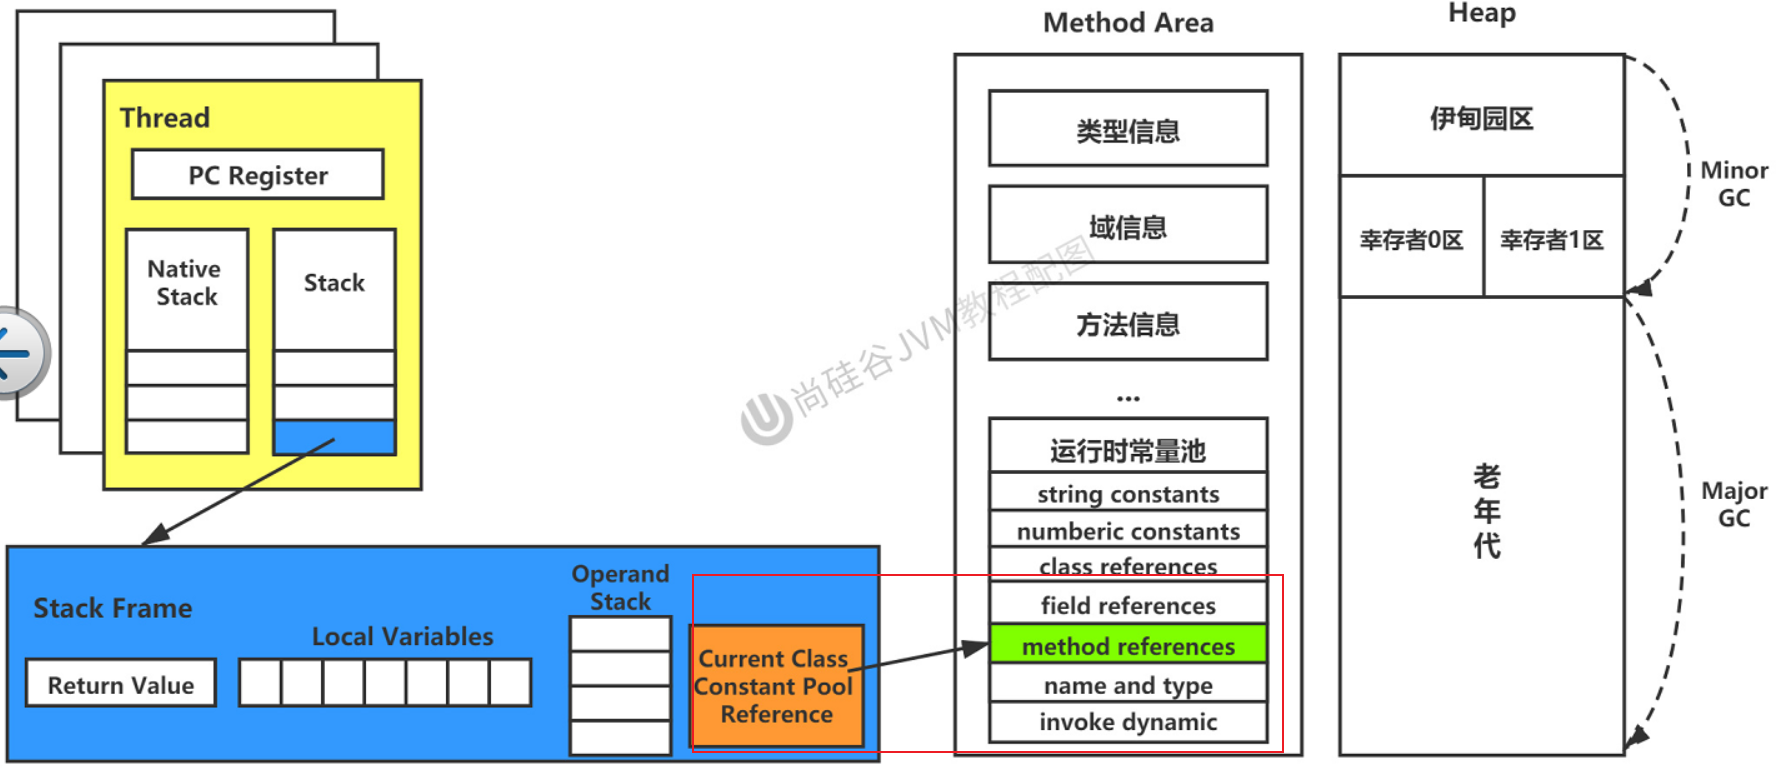 Thread
PC Register
Native
Stack
Stack
Stack Frame
Return Value
Local Variables
Operand
Stack
Current Class
Constant Pool
Reference
Method Area
类型信息
域信息
方法信息
...
运行时常量池
string constants
numberic constants
class references
field references
method references
name and type
invoke dynamic
Heap
伊甸园区
幸存者0区
幸存者1区
老
年
代
Minor
GC
Major
GC
尚硅谷JVM教程配图